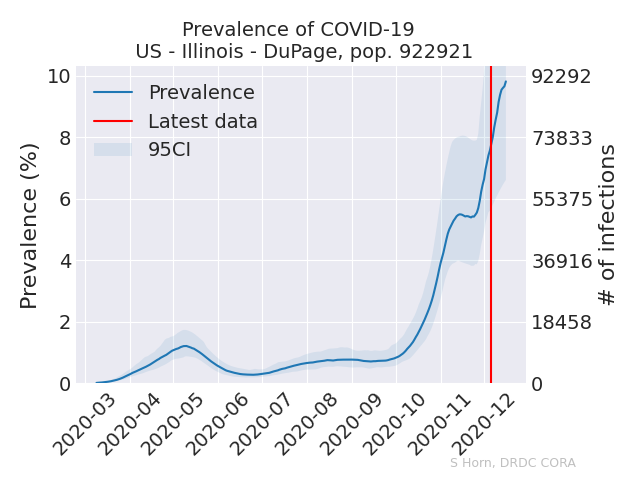 Prevalence of COVID-19
US - Illinois - DuPage, pop. 922921
Prevalence (%)
10
8
6
4
2
0
Prevalence
Latest data
95CI
92292
73833
55375
36916
18458
0
# of infections
2020-03
2020-04
2020-05
2020-06
2020-07
2020-08
2020-09
2020-10
2020-11
2020-12
S Horn, DRDC CORA